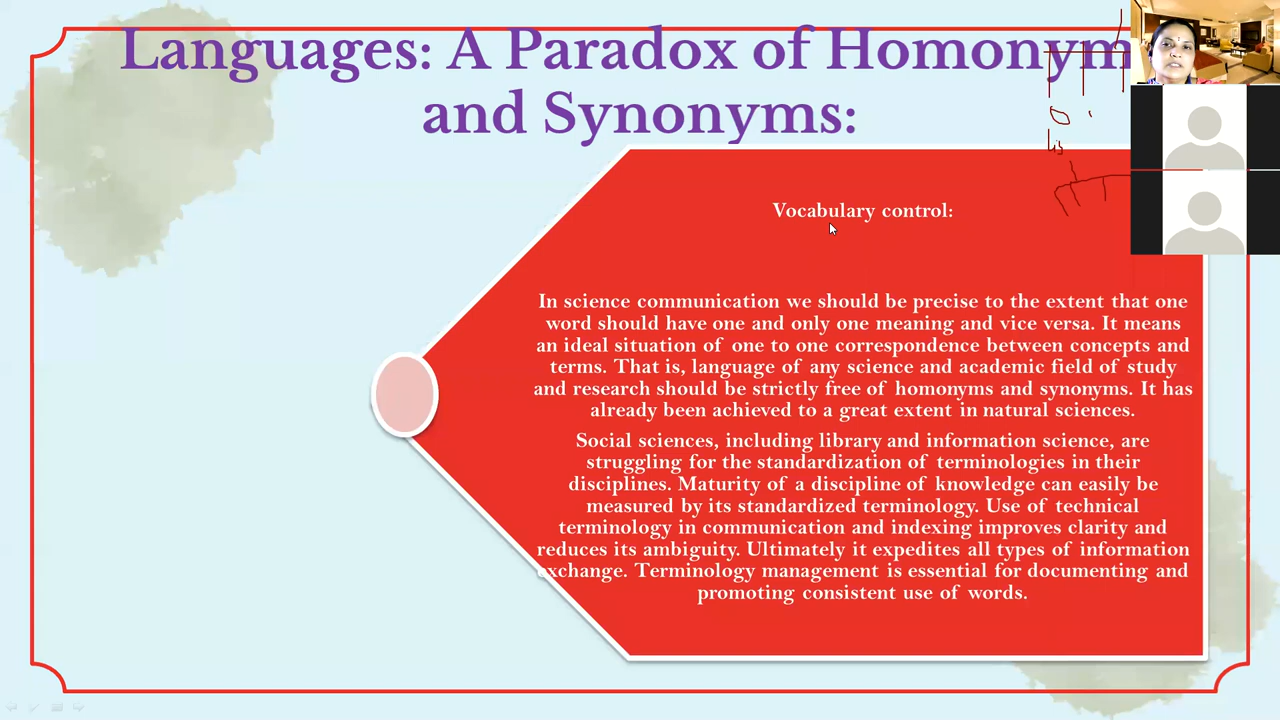 Languages: A Paradox of Homonym
and Synonyms:
Vocabulary control:
In science communication we should be precise to the extent that one
word should have one and only one meaning and vice versa. It means
an ideal situation of one to one correspondence between concepts and
terms. That is, language of any science and academic field of study
and research should be strictly free of homonyms and synonyms. It has
already been achieved to a great extent in natural sciences.
Social sciences, including library and information science, are
struggling for the standardization of terminologies in their
disciplines. Maturity of a discipline of knowledge can easily be
measured by its standardized terminology. Use of technical
terminology in communication and indexing improves clarity and
reduces its ambiguity. Ultimately it expedites all types of information
exchange. Terminology management is essential for documenting and
promoting consistent use of words.